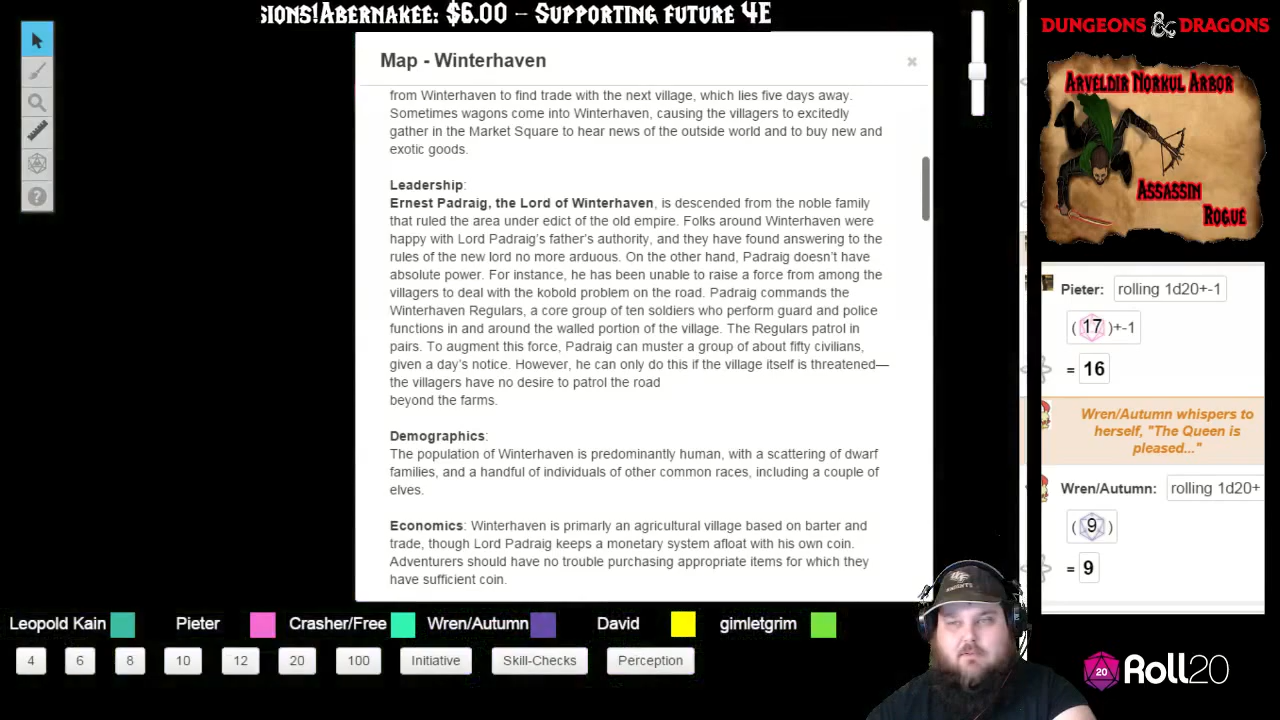 SIONS!ABERNAKEE: $6.00 – SUPPORTING FUTURE 4E
Map - Winterhaven
×
from Winterhaven to find trade with the next village, which lies five days away.
Sometimes wagons come into Winterhaven, causing the villagers to excitedly
gather in the Market Square to hear news of the outside world and to buy new and
exotic goods.
Leadership:
Ernest Padraig, the Lord of Winterhaven, is descended from the noble family
that ruled the area under edict of the old empire. Folks around Winterhaven were
happy with Lord Padraig's father's authority, and they have found answering to the
rules of the new lord no more arduous. On the other hand, Padraig doesn't have
absolute power. For instance, he has been unable to raise a force from among the
villagers to deal with the kobold problem on the road. Padraig commands the
Winterhaven Regulars, a core group of ten soldiers who perform guard and police
functions in and around the walled portion of the village. The Regulars patrol in
pairs. To augment this force, Padraig can muster a group of about fifty civilians,
given a day's notice. However, he can only do this if the village itself is threatened—
the villagers have no desire to patrol the road
beyond the farms.
Demographics:
The population of Winterhaven is predominantly human, with a scattering of dwarf
families, and a handful of individuals of other common races, including a couple of
elves.
Economics: Winterhaven is primarly an agricultural village based on barter and
trade, though Lord Padraig keeps a monetary system afloat with his own coin.
Adventurers should have no trouble purchasing appropriate items for which they
have sufficient coin.
DUNGEONS & DRAGONS
ARVELDIR NORKUL ARBOR
ASSASSIN
ROGUE
Pieter: rolling 1d20+-1
(17)+-1
= 16
Wren/Autumn whispers to
herself, "The Queen is
pleased..."
Wren/Autumn: rolling 1d20+
(9)
= 9
Leopold Kain Pieter Crasher/Free Wren/Autumn David gimletgrim
4 6 8 10 12 20 100 Initiative Skill-Checks Perception
KNIGHTS
20 Roll20